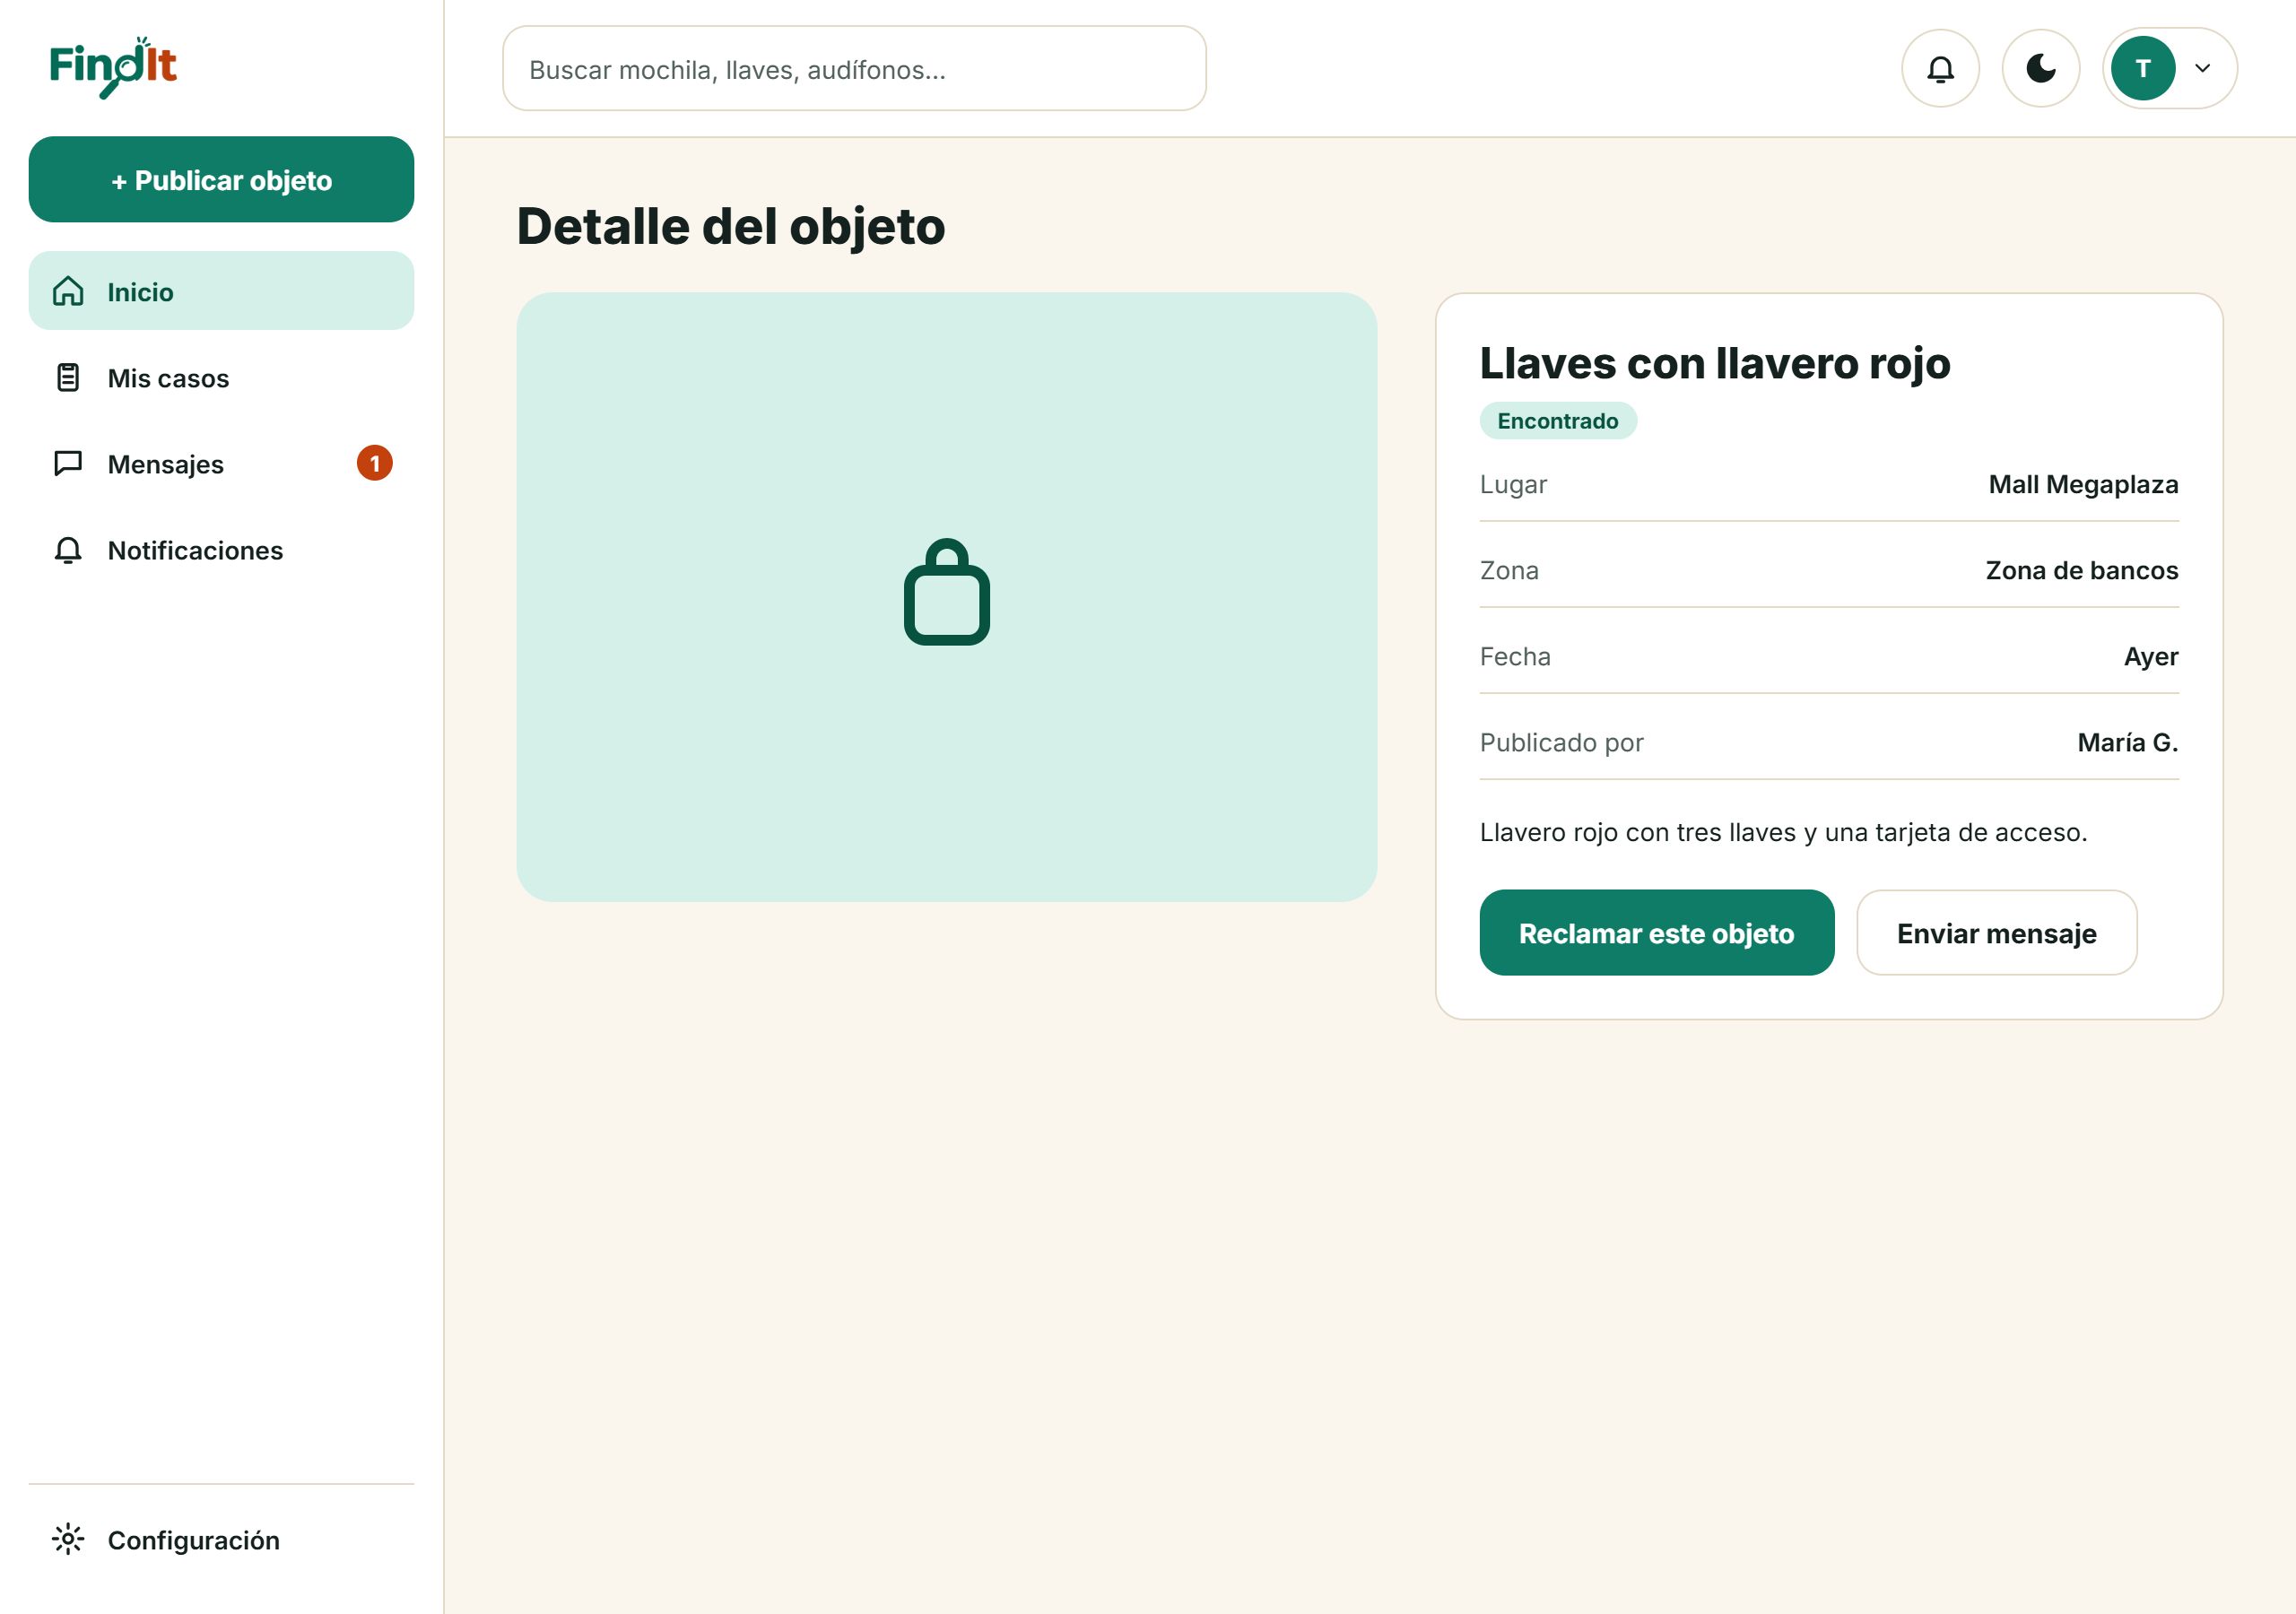 FindIt
Buscar mochila, llaves, audífonos...
T
+ Publicar objeto
Inicio
Mis casos
Mensajes 1
Notificaciones
Configuración
Detalle del objeto
Llaves con llavero rojo
Encontrado
Lugar Mall Megaplaza
Zona Zona de bancos
Fecha Ayer
Publicado por María G.
Llavero rojo con tres llaves y una tarjeta de acceso.
Reclamar este objeto Enviar mensaje